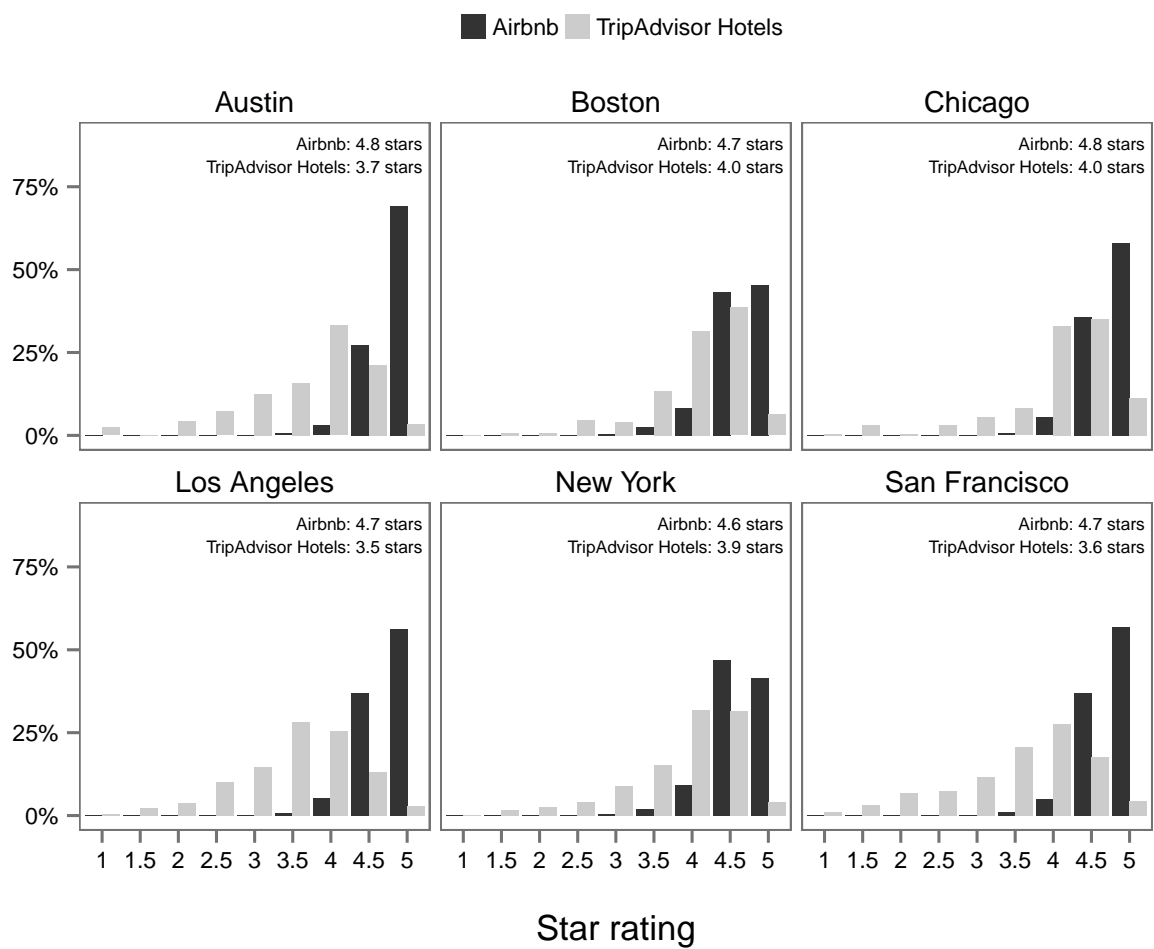 Airbnb TripAdvisor Hotels
Austin Boston Chicago
Airbnb: 4.8 stars
TripAdvisor Hotels: 3.7 stars
Airbnb: 4.7 stars
TripAdvisor Hotels: 4.0 stars
Airbnb: 4.8 stars
TripAdvisor Hotels: 4.0 stars
75%
50%
25%
0%
Los Angeles New York San Francisco
Airbnb: 4.7 stars
TripAdvisor Hotels: 3.5 stars
Airbnb: 4.6 stars
TripAdvisor Hotels: 3.9 stars
Airbnb: 4.7 stars
TripAdvisor Hotels: 3.6 stars
75%
50%
25%
0%
1 1.5 2 2.5 3 3.5 4 4.5 5 1 1.5 2 2.5 3 3.5 4 4.5 5 1 1.5 2 2.5 3 3.5 4 4.5 5
Star rating